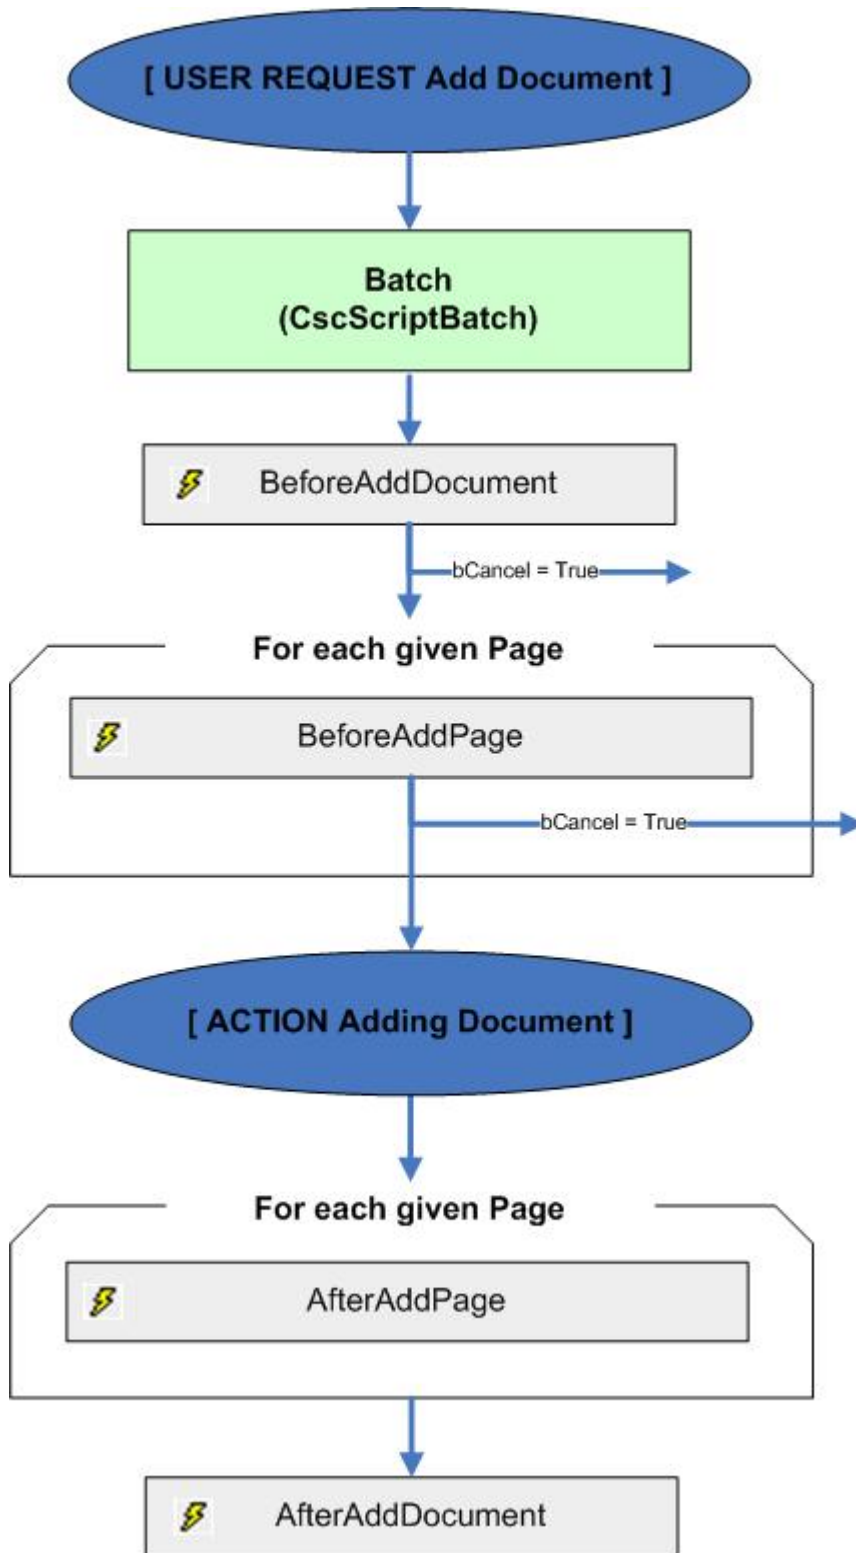 [ USER REQUEST Add Document ]
Batch
(CscScriptBatch)
BeforeAddDocument
bCancel = True
For each given Page
BeforeAddPage
bCancel = True
[ ACTION Adding Document ]
For each given Page
AfterAddPage
AfterAddDocument